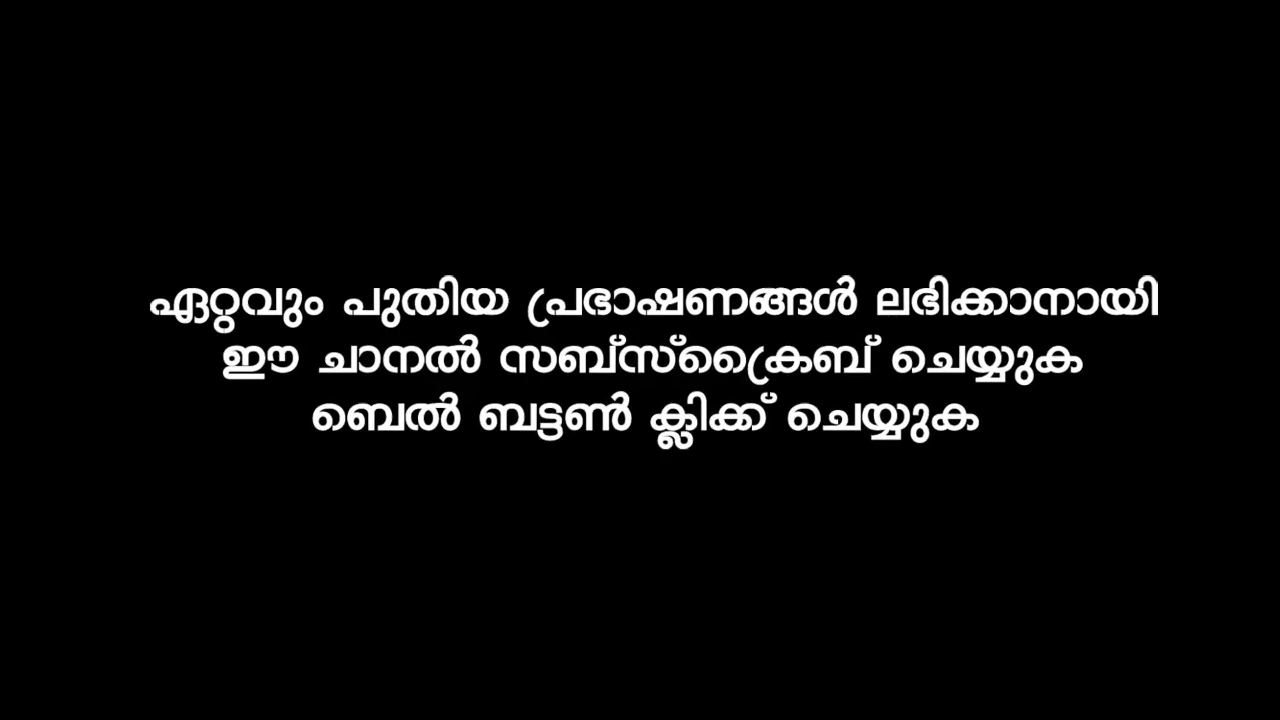 ഏറ്റവും പുതിയ പ്രഭാഷണങ്ങൾ ലഭിക്കാനായി
ഈ ചാനൽ സബ്സ്ക്രൈബ് ചെയ്യുക
ബെൽ ബട്ടൺ ക്ലിക്ക് ചെയ്യുക